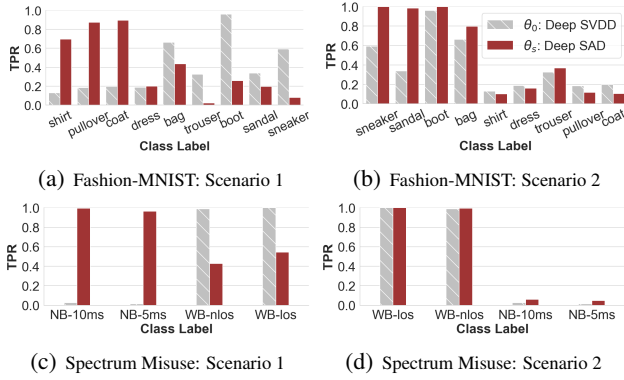 1.0
0.8
0.6
0.4
0.2
0.0
TPR
shirt
pullover
coat
dress
bag
trouser
boot
sandal
sneaker
Class Label
(a) Fashion-MNIST: Scenario 1
1.0
0.8
0.6
0.4
0.2
0.0
TPR
θ₀: Deep SVDD
θₛ: Deep SAD
sneaker
sandal
boot
bag
shirt
dress
trouser
pullover
coat
Class Label
(b) Fashion-MNIST: Scenario 2
1.0
0.8
0.6
0.4
0.2
0.0
TPR
NB-10ms NB-5ms WB-nlos WB-los
Class Label
(c) Spectrum Misuse: Scenario 1
1.0
0.8
0.6
0.4
0.2
0.0
TPR
WB-los WB-nlos NB-10ms NB-5ms
Class Label
(d) Spectrum Misuse: Scenario 2